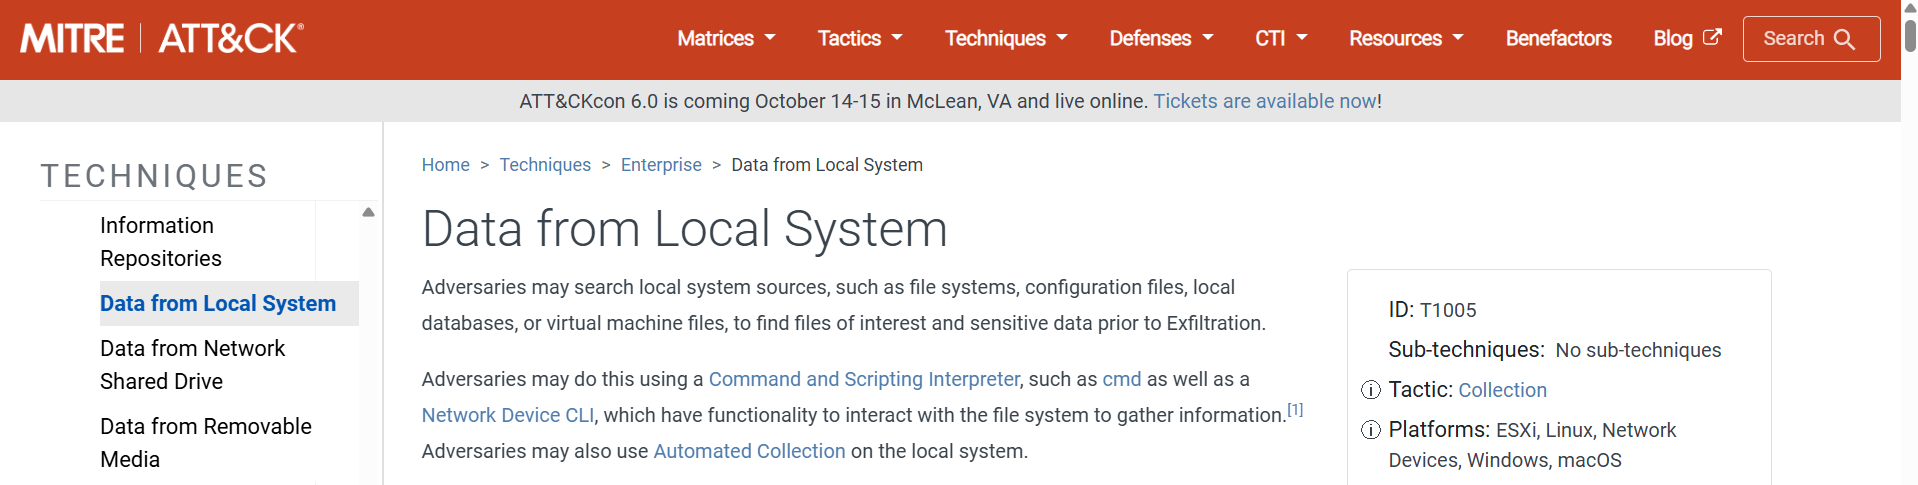 MITRE | ATT&CK®
Matrices Tactics Techniques Defenses CTI Resources Benefactors Blog Search
ATT&CKcon 6.0 is coming October 14-15 in McLean, VA and live online. Tickets are available now!
TECHNIQUES
Information
Repositories
Data from Local System
Data from Network
Shared Drive
Data from Removable
Media
Home > Techniques > Enterprise > Data from Local System
Data from Local System
Adversaries may search local system sources, such as file systems, configuration files, local
databases, or virtual machine files, to find files of interest and sensitive data prior to Exfiltration.
Adversaries may do this using a Command and Scripting Interpreter, such as cmd as well as a
Network Device CLI, which have functionality to interact with the file system to gather information.[1]
Adversaries may also use Automated Collection on the local system.
ID: T1005
Sub-techniques: No sub-techniques
Tactic: Collection
Platforms: ESXi, Linux, Network
Devices, Windows, macOS